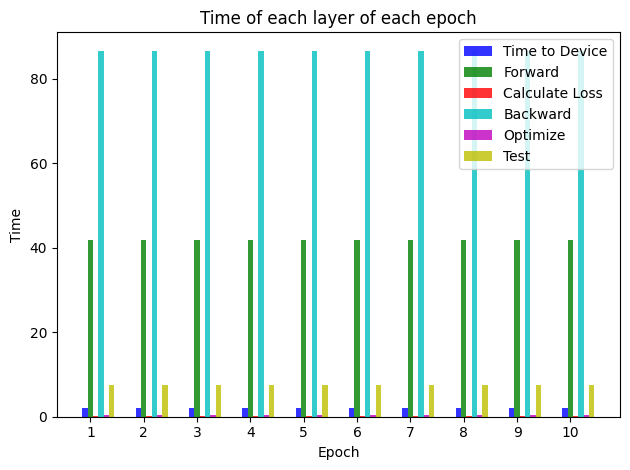 Time of each layer of each epoch
Time to Device
Forward
Calculate Loss
Backward
Optimize
Test
80
60
40
20
0
Time
1 2 3 4 5 6 7 8 9 10
Epoch